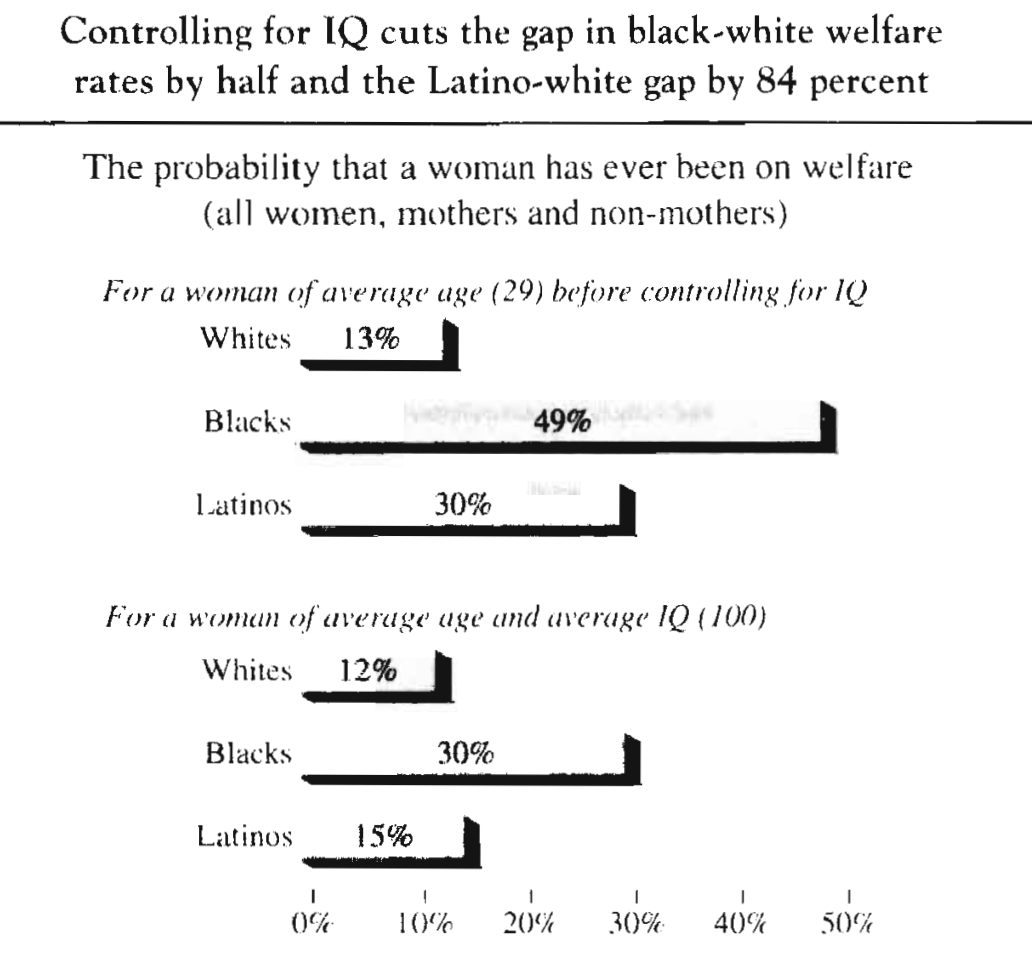 Controlling for IQ cuts the gap in black-white welfare
rates by half and the Latino-white gap by 84 percent
The probability that a woman has ever been on welfare
(all women, mothers and non-mothers)
For a woman of average age (29) before controlling for IQ
Whites 13%
Blacks 49%
Latinos 30%
For a woman of average age and average IQ (100)
Whites 12%
Blacks 30%
Latinos 15%
0% 10% 20% 30% 40% 50%